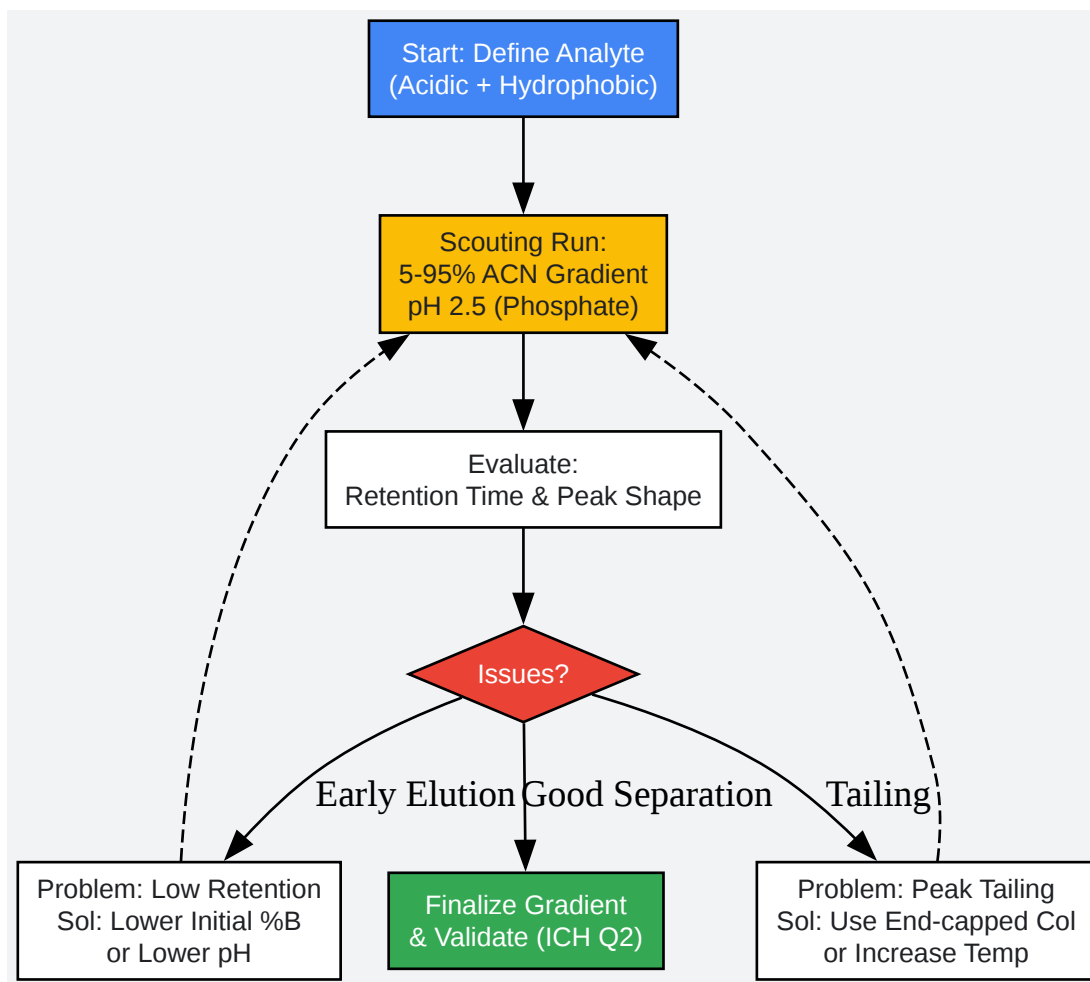 Start: Define Analyte
(Acidic + Hydrophobic)
Scouting Run:
5-95% ACN Gradient
pH 2.5 (Phosphate)
Evaluate:
Retention Time & Peak Shape
Issues?
Early Elution
Good Separation
Tailing
Problem: Low Retention
Sol: Lower Initial %B
or Lower pH
Finalize Gradient
& Validate (ICH Q2)
Problem: Peak Tailing
Sol: Use End-capped Col
or Increase Temp